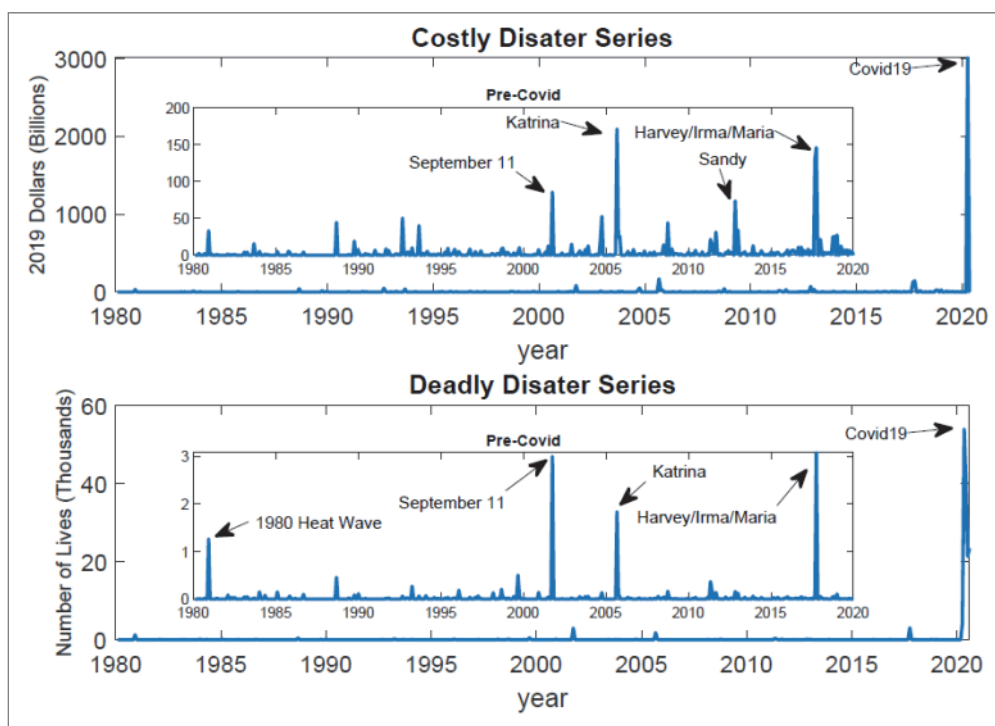 Costly Disater Series
3000
2000
1000
0
2019 Dollars (Billions)
Covid19
Pre-Covid
200
150
100
50
0
Katrina
Harvey/Irma/Maria
September 11
Sandy
1980 1985 1990 1995 2000 2005 2010 2015 2020
1980 1985 1990 1995 2000 2005 2010 2015 2020
year
Deadly Disater Series
60
40
20
0
Number of Lives (Thousands)
Covid19
Pre-Covid
3
2
1
0
September 11
Katrina
1980 Heat Wave
Harvey/Irma/Maria
1980 1985 1990 1995 2000 2005 2010 2015 2020
1980 1985 1990 1995 2000 2005 2010 2015 2020
year